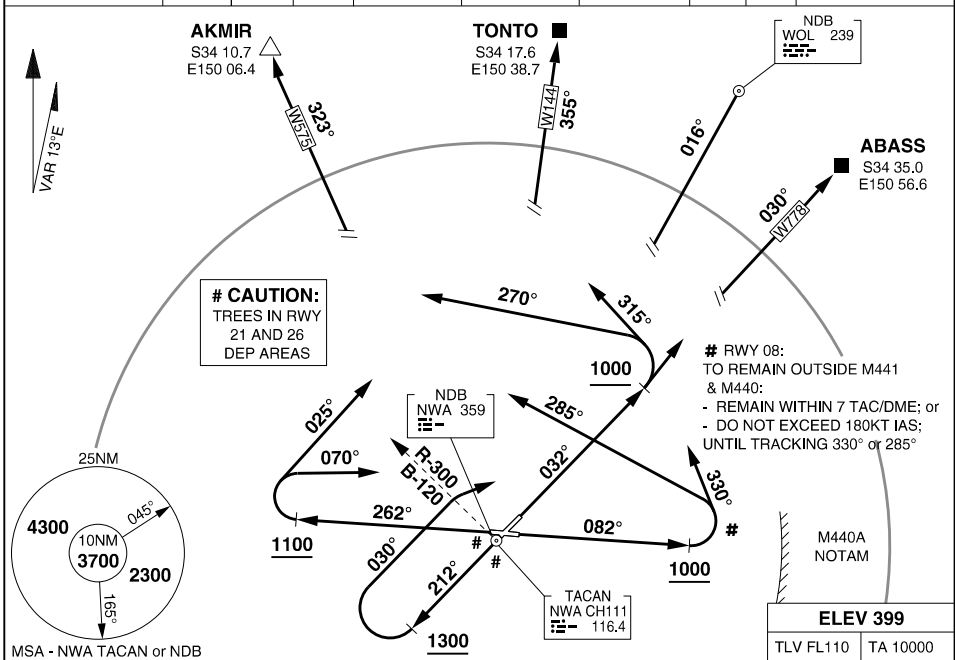 AKMIR
S34 10.7
E150 06.4
TONTO
S34 17.6
E150 38.7
NDB
WOL 239
ABASS
S34 35.0
E150 56.6
VAR 13°E
W575
323°
W144
355°
016°
030°
W778
# CAUTION:
TREES IN RWY
21 AND 26
DEP AREAS
270°
315°
1000
# RWY 08:
TO REMAIN OUTSIDE M441
& M440:
- REMAIN WITHIN 7 TAC/DME; or
- DO NOT EXCEED 180KT IAS;
UNTIL TRACKING 330° or 285°
NDB
NWA 359
285°
025°
070°
R-300
B-120
032°
330°
#
262°
082°
1100
1000
030°
212°
#
#
1300
TACAN
NWA CH111
116.4
M440A
NOTAM
25NM
4300
045°
10NM
3700
2300
165°
MSA - NWA TACAN or NDB
ELEV 399
TLV FL110
TA 10000